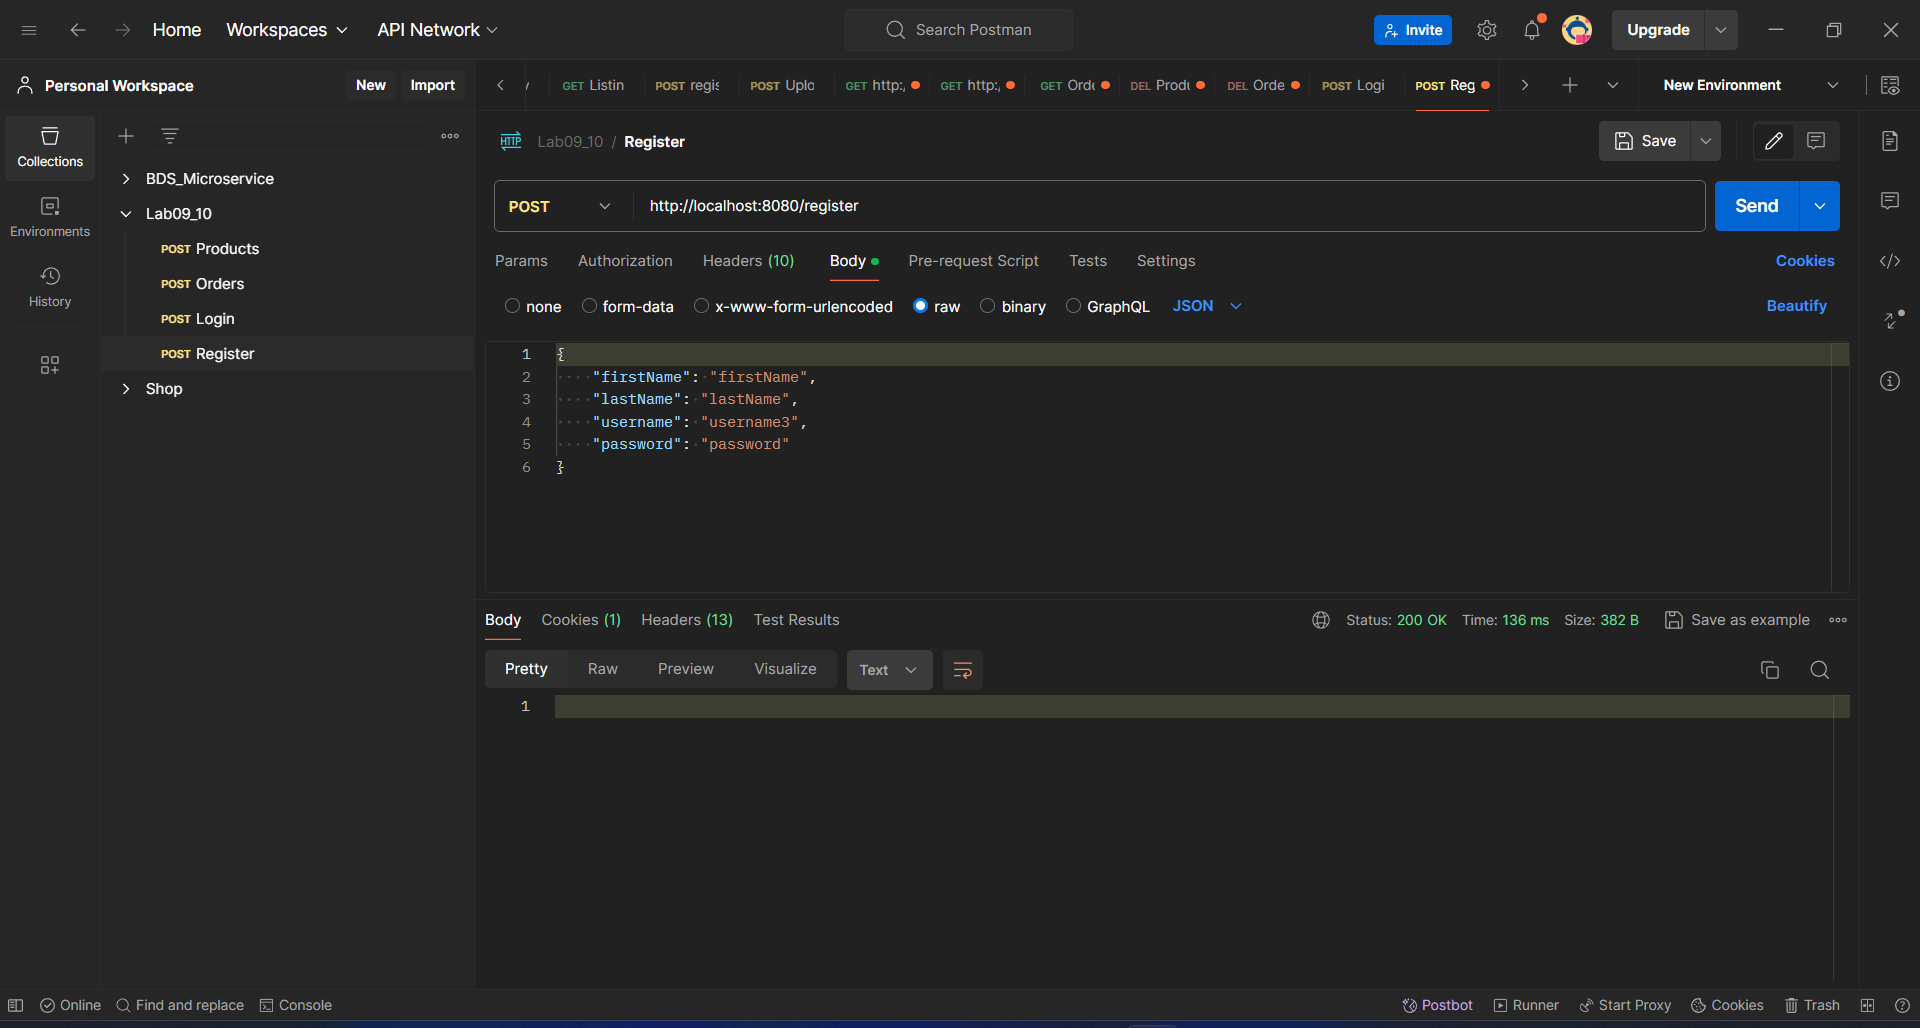 Home Workspaces API Network Search Postman Invite Upgrade
Personal Workspace New Import GET Listin POST regis POST Uplo GET http:, GET http:, GET Orde DEL Produ DEL Orde POST Logi POST Reg New Environment
Collections
Environments
History
BDS_Microservice
Lab09_10
POST Products
POST Orders
POST Login
POST Register
Shop
HTTP Lab09_10 / Register Save
POST http://localhost:8080/register Send
Params Authorization Headers (10) Body Pre-request Script Tests Settings Cookies
none form-data x-www-form-urlencoded raw binary GraphQL JSON Beautify
1 {
2 "firstName": "firstName",
3 "lastName": "lastName",
4 "username": "username3",
5 "password": "password"
6 }
Body Cookies (1) Headers (13) Test Results Status: 200 OK Time: 136 ms Size: 382 B Save as example
Pretty Raw Preview Visualize Text
1
Online Find and replace Console Postbot Runner Start Proxy Cookies Trash